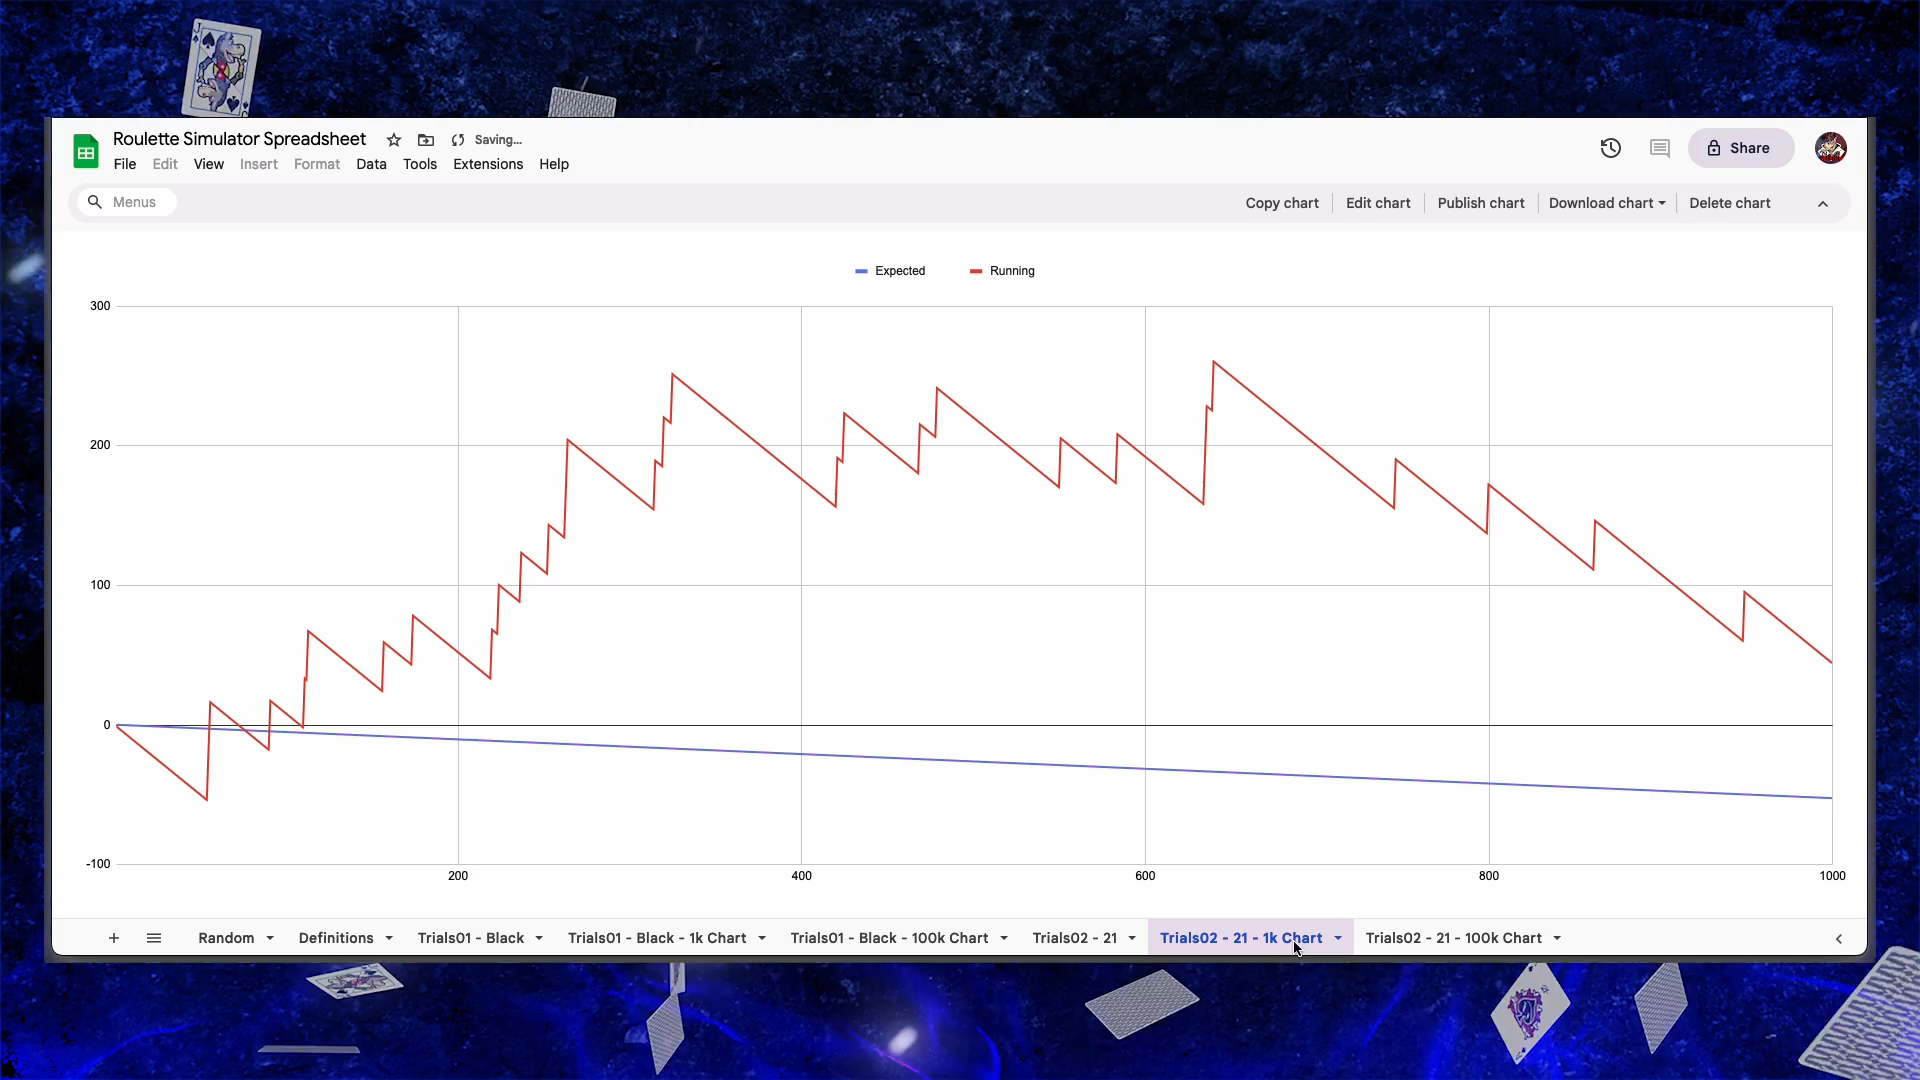 J
Roulette Simulator Spreadsheet Saving...
File Edit View Insert Format Data Tools Extensions Help
Share
Menus Copy chart Edit chart Publish chart Download chart Delete chart
Expected Running
300
200
100
0
-100
200 400 600 800 1000
Random Definitions Trials01 - Black Trials01 - Black - 1k Chart Trials01 - Black - 100k Chart Trials02 - 21 Trials02 - 21 - 1k Chart Trials02 - 21 - 100k Chart